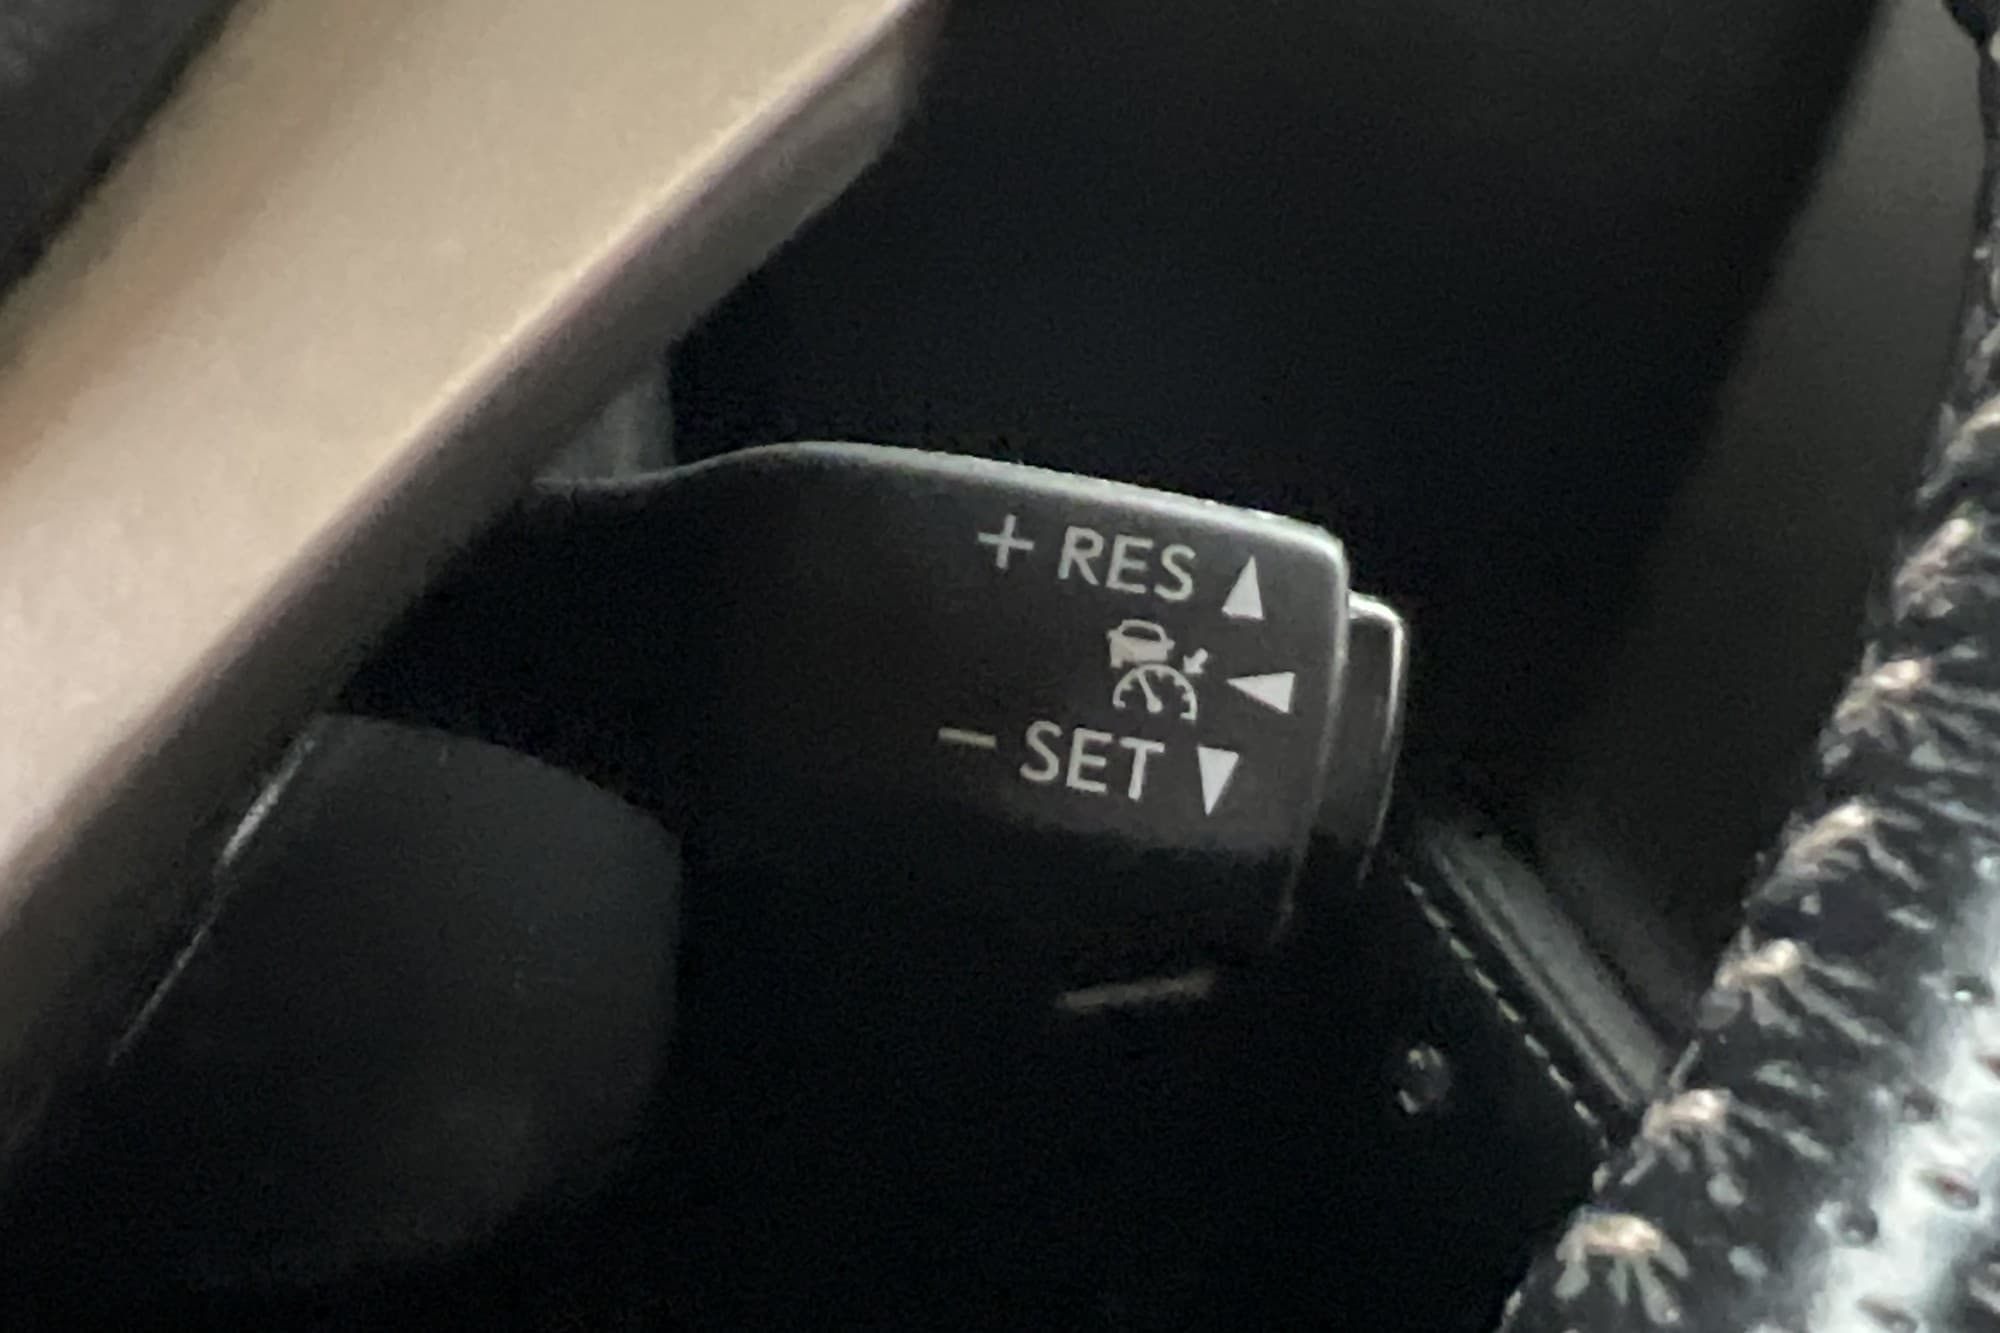 + RES ▲
◀
− SET ▼